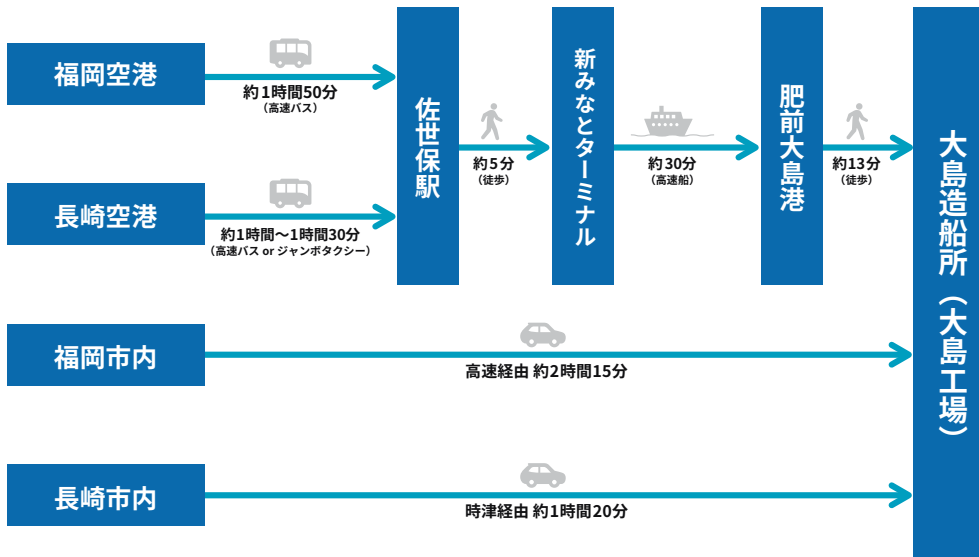 福岡空港
約1時間50分
（高速バス）
長崎空港
約1時間～1時間30分
（高速バス or ジャンボタクシー）
佐世保駅
約5分
（徒歩）
新みなとターミナル
約30分
（高速船）
肥前大島港
約13分
（徒歩）
大島造船所（大島工場）
福岡市内
高速経由 約2時間15分
長崎市内
時津経由 約1時間20分